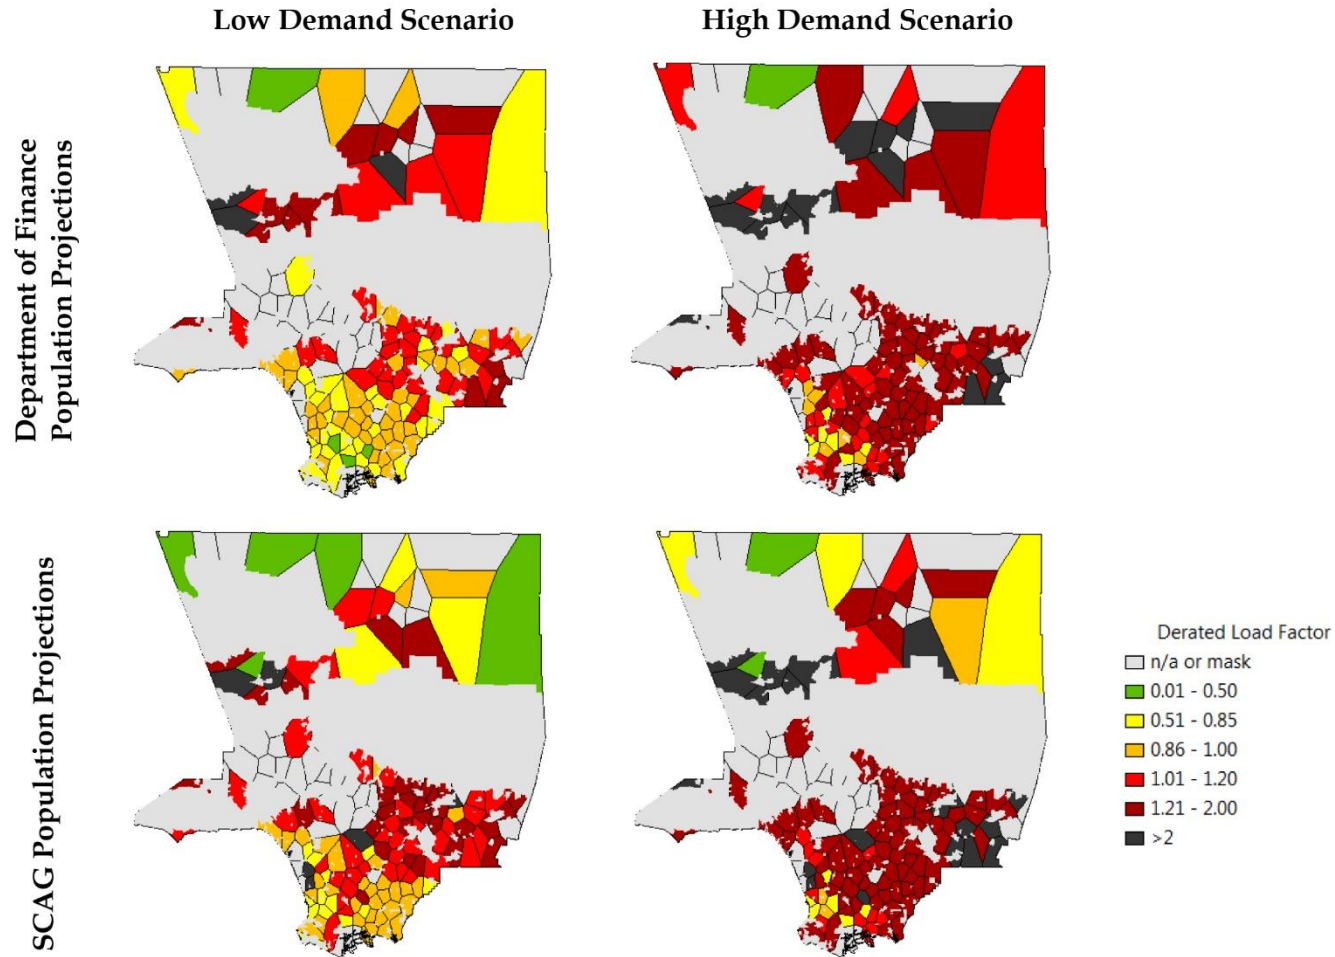 Low Demand Scenario
High Demand Scenario
Department of Finance
Population Projections
SCAG Population Projections
Derated Load Factor
n/a or mask
0.01 - 0.50
0.51 - 0.85
0.86 - 1.00
1.01 - 1.20
1.21 - 2.00
>2